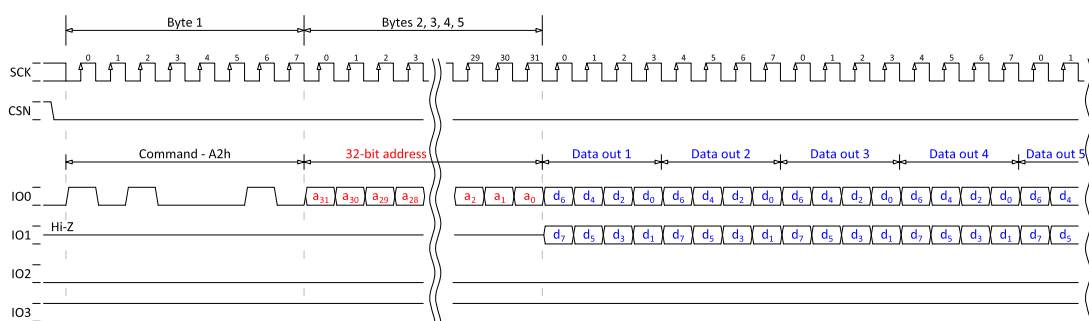 Byte 1 Bytes 2, 3, 4, 5
SCK 0 1 2 3 4 5 6 7 0 1 2 3 29 30 31 0 1 2 3 4 5 6 7 0 1 2 3 4 5 6 7 0 1
CSN
Command - A2h 32-bit address Data out 1 Data out 2 Data out 3 Data out 4 Data out 5
IO0 a31 a30 a29 a28 a2 a1 a0 d6 d4 d2 d0 d6 d4 d2 d0 d6 d4 d2 d0 d6 d4 d2 d0 d6 d4
IO1 Hi-Z d7 d5 d3 d1 d7 d5 d3 d1 d7 d5 d3 d1 d7 d5 d3 d1 d7 d5
IO2
IO3